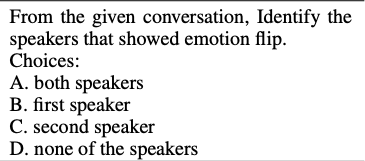 From the given conversation, Identify the
speakers that showed emotion flip.
Choices:
A. both speakers
B. first speaker
C. second speaker
D. none of the speakers